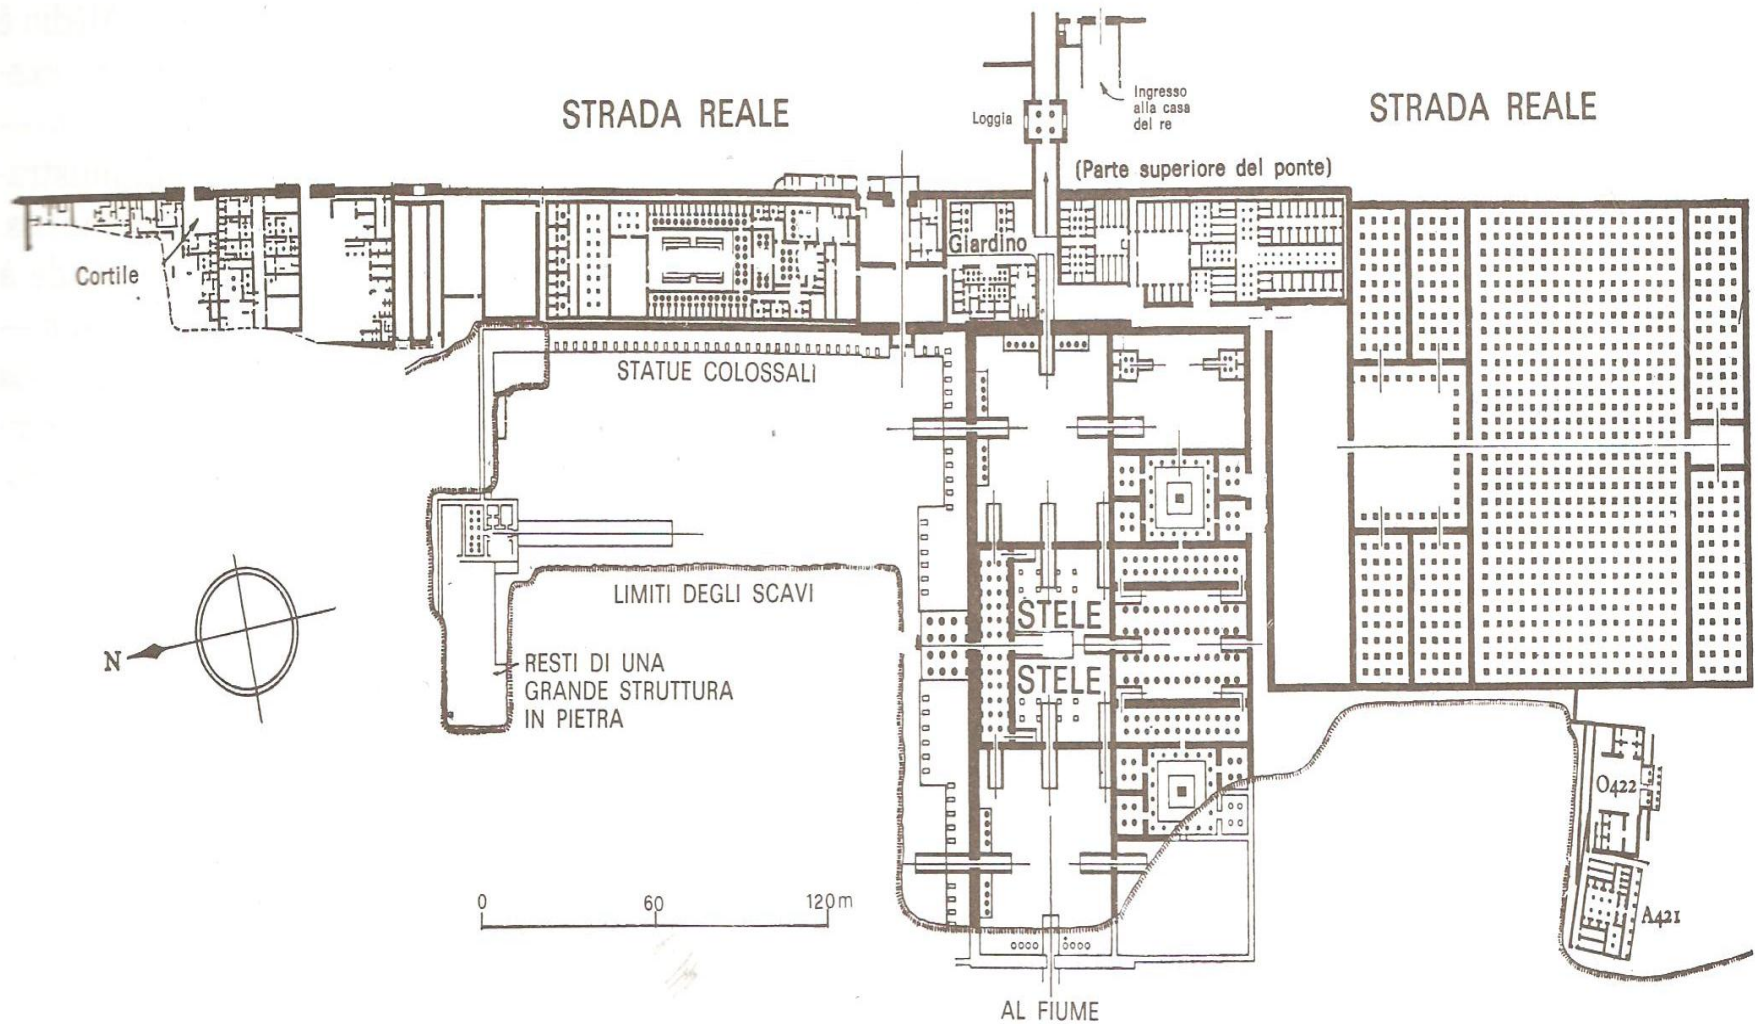 STRADA REALE
Loggia
Ingresso
alla casa
del re
STRADA REALE
(Parte superiore del ponte)
Giardino
Cortile
STATUE COLOSSALI
LIMITI DEGLI SCAVI
STELE
STELE
N
RESTI DI UNA
GRANDE STRUTTURA
IN PIETRA
O422
A421
0 60 120 m
AL FIUME